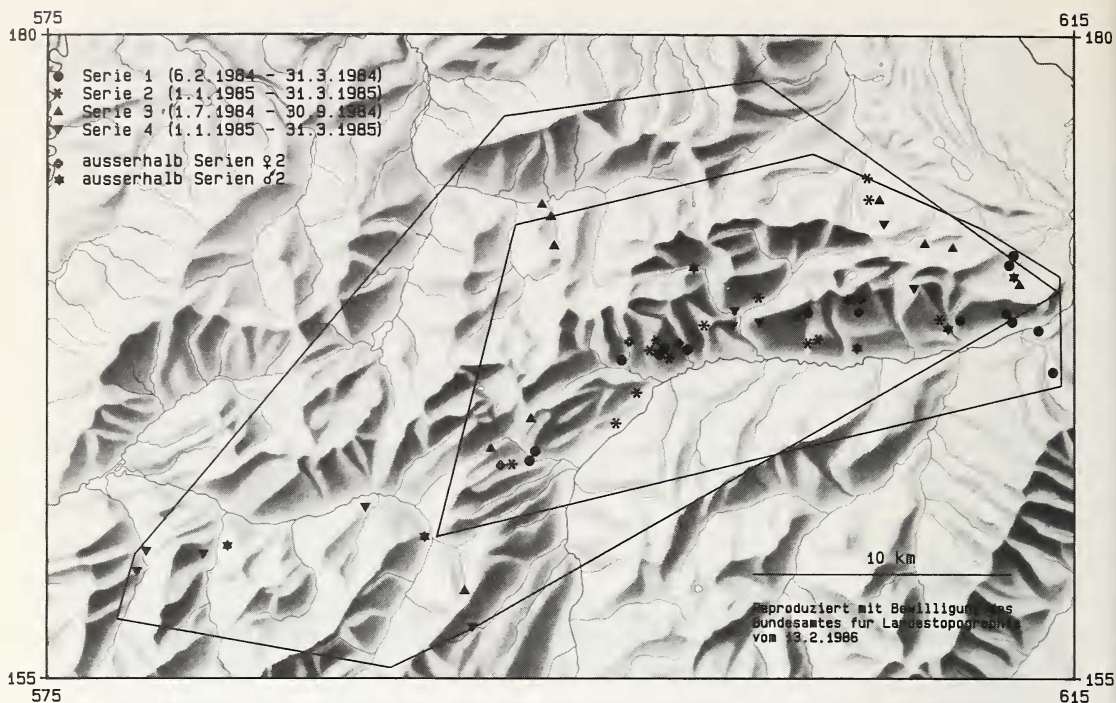 575
615
180
180
Serie 1 (6.2.1984 - 31.3.1984)
Serie 2 (1.1.1985 - 31.3.1985)
Serie 3 (1.7.1984 - 30.9.1984)
Serie 4 (1.1.1985 - 31.3.1985)
ausserhalb Serien ♀2
ausserhalb Serien ♂2
10 km
Reproduziert mit Bewilligung des
Bundesamtes fur Landestopographie
vom 13.2.1986
155
155
575
615